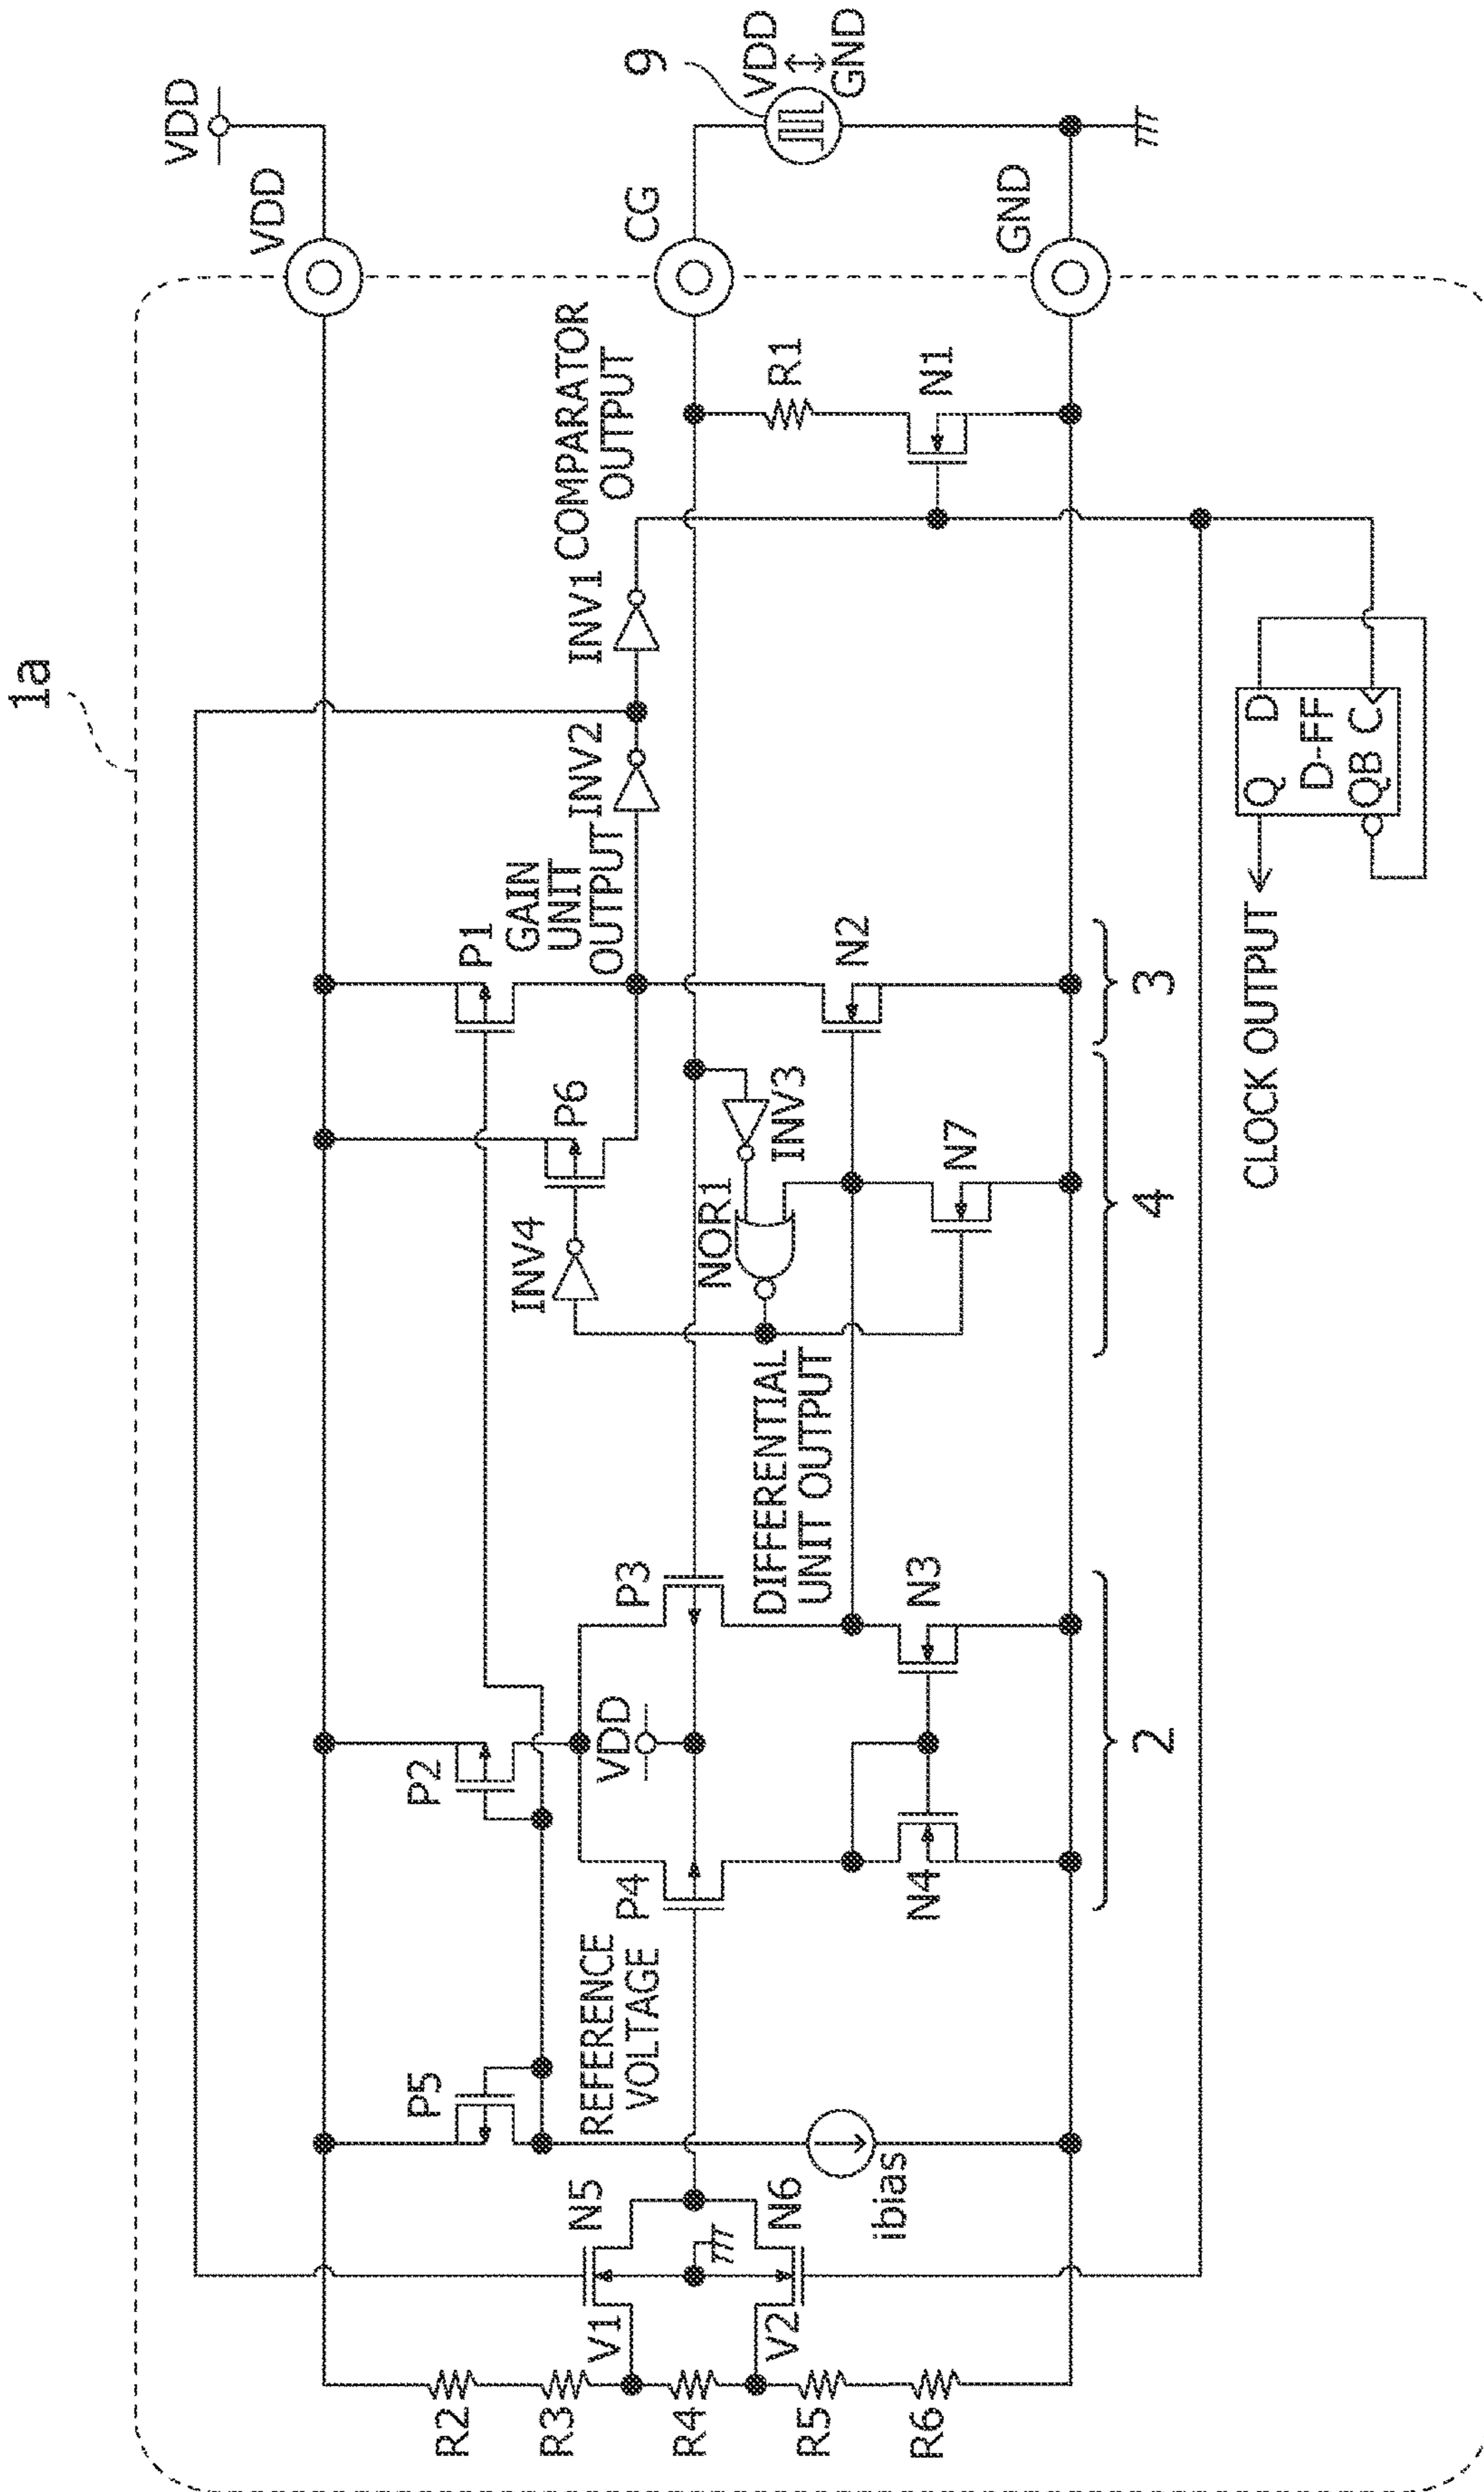 1a
VDD
VDD
CG
GND
9
VDD
GND
COMPARATOR
OUTPUT
R1
N1
INV1
INV2
GAIN
UNIT
OUTPUT
P1
N2
3
P6
INV3
INV4
NOR1
N7
4
DIFFERENTIAL
UNIT OUTPUT
P2
VDD
P3
P4
N3
N4
2
P5
REFERENCE
VOLTAGE
ibias
N5
N6
V1
V2
R2
R3
R4
R5
R6
Q D
D-FF
QB C
CLOCK OUTPUT